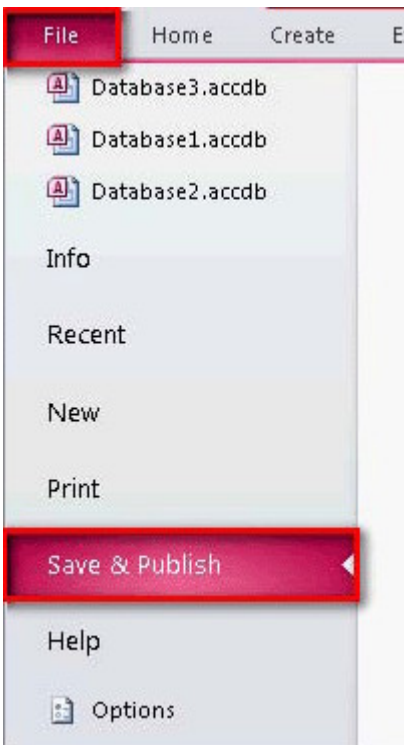 File Home Create E
Database3.accdb
Database1.accdb
Database2.accdb
Info
Recent
New
Print
Save & Publish
Help
Options